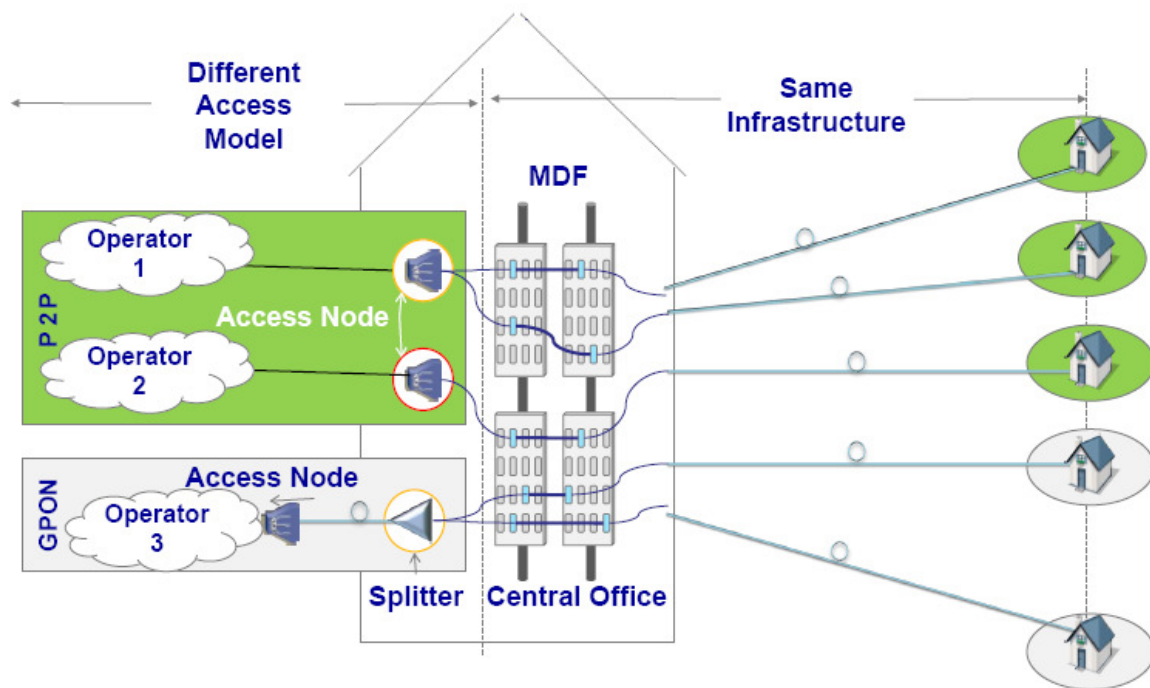 Different
Access
Model
Same
Infrastructure
MDF
Operator
1
Access Node
P 2P
Operator
2
Access Node
GPON
Operator
3
Splitter
Central Office